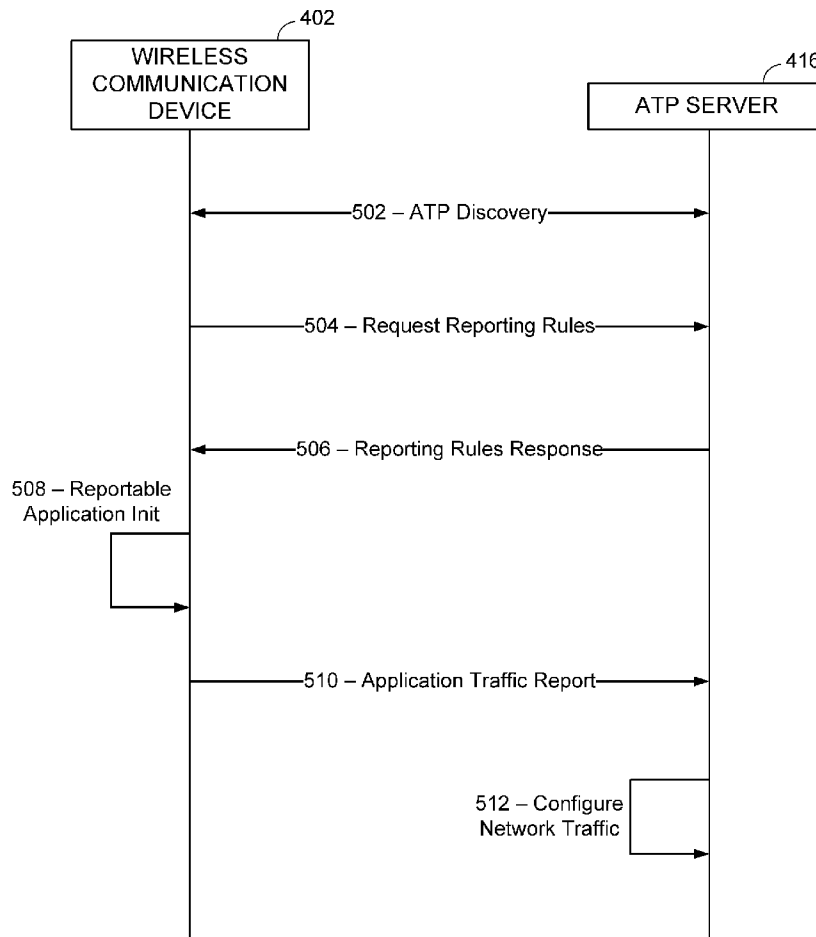 402
WIRELESS
COMMUNICATION
DEVICE
416
ATP SERVER
502 – ATP Discovery
504 – Request Reporting Rules
506 – Reporting Rules Response
508 – Reportable
Application Init
510 – Application Traffic Report
512 – Configure
Network Traffic